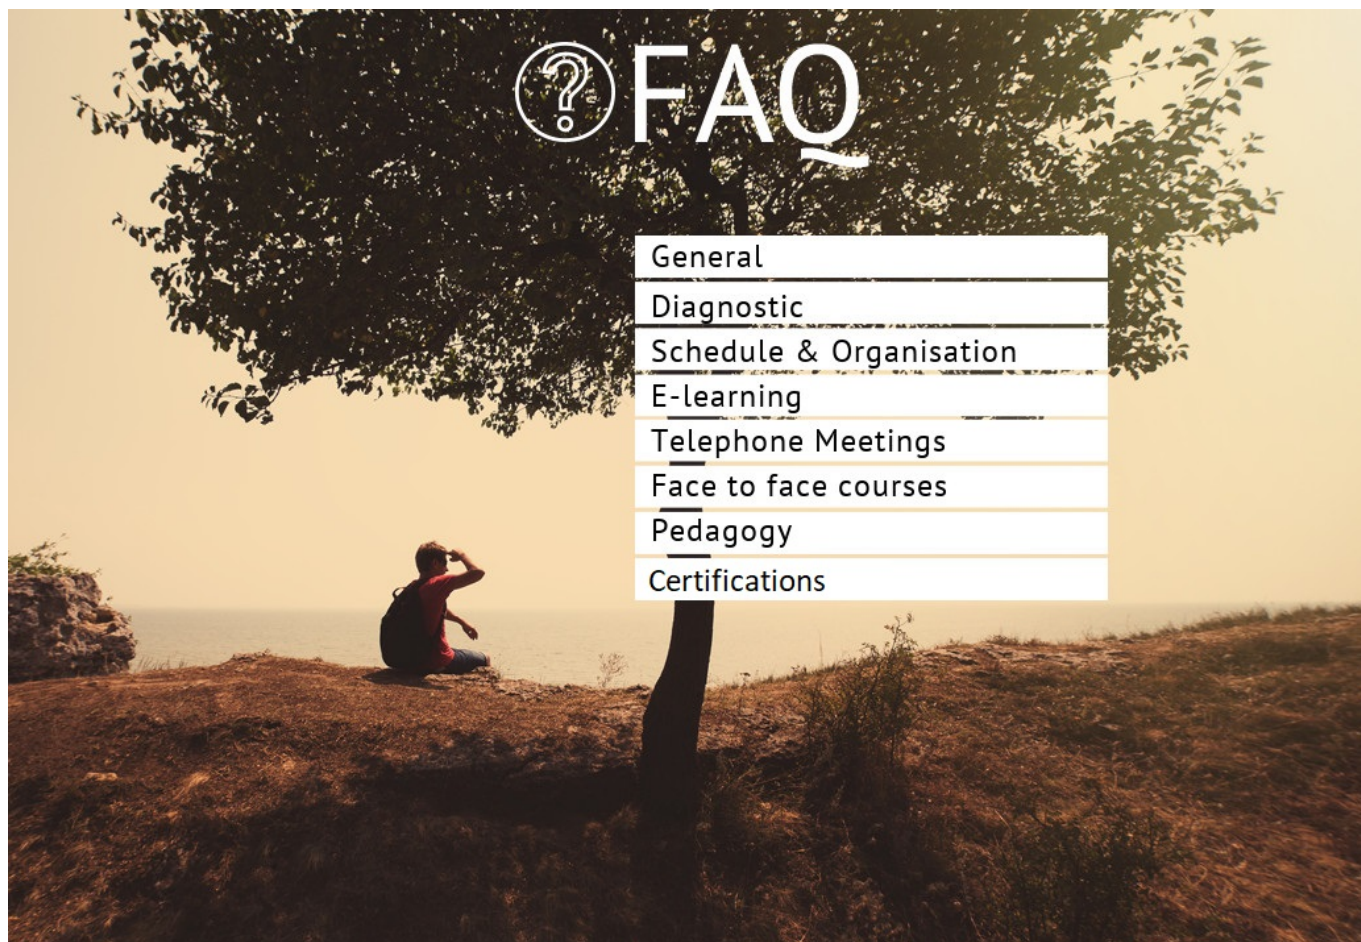 FAQ
General
Diagnostic
Schedule & Organisation
E-learning
Telephone Meetings
Face to face courses
Pedagogy
Certifications